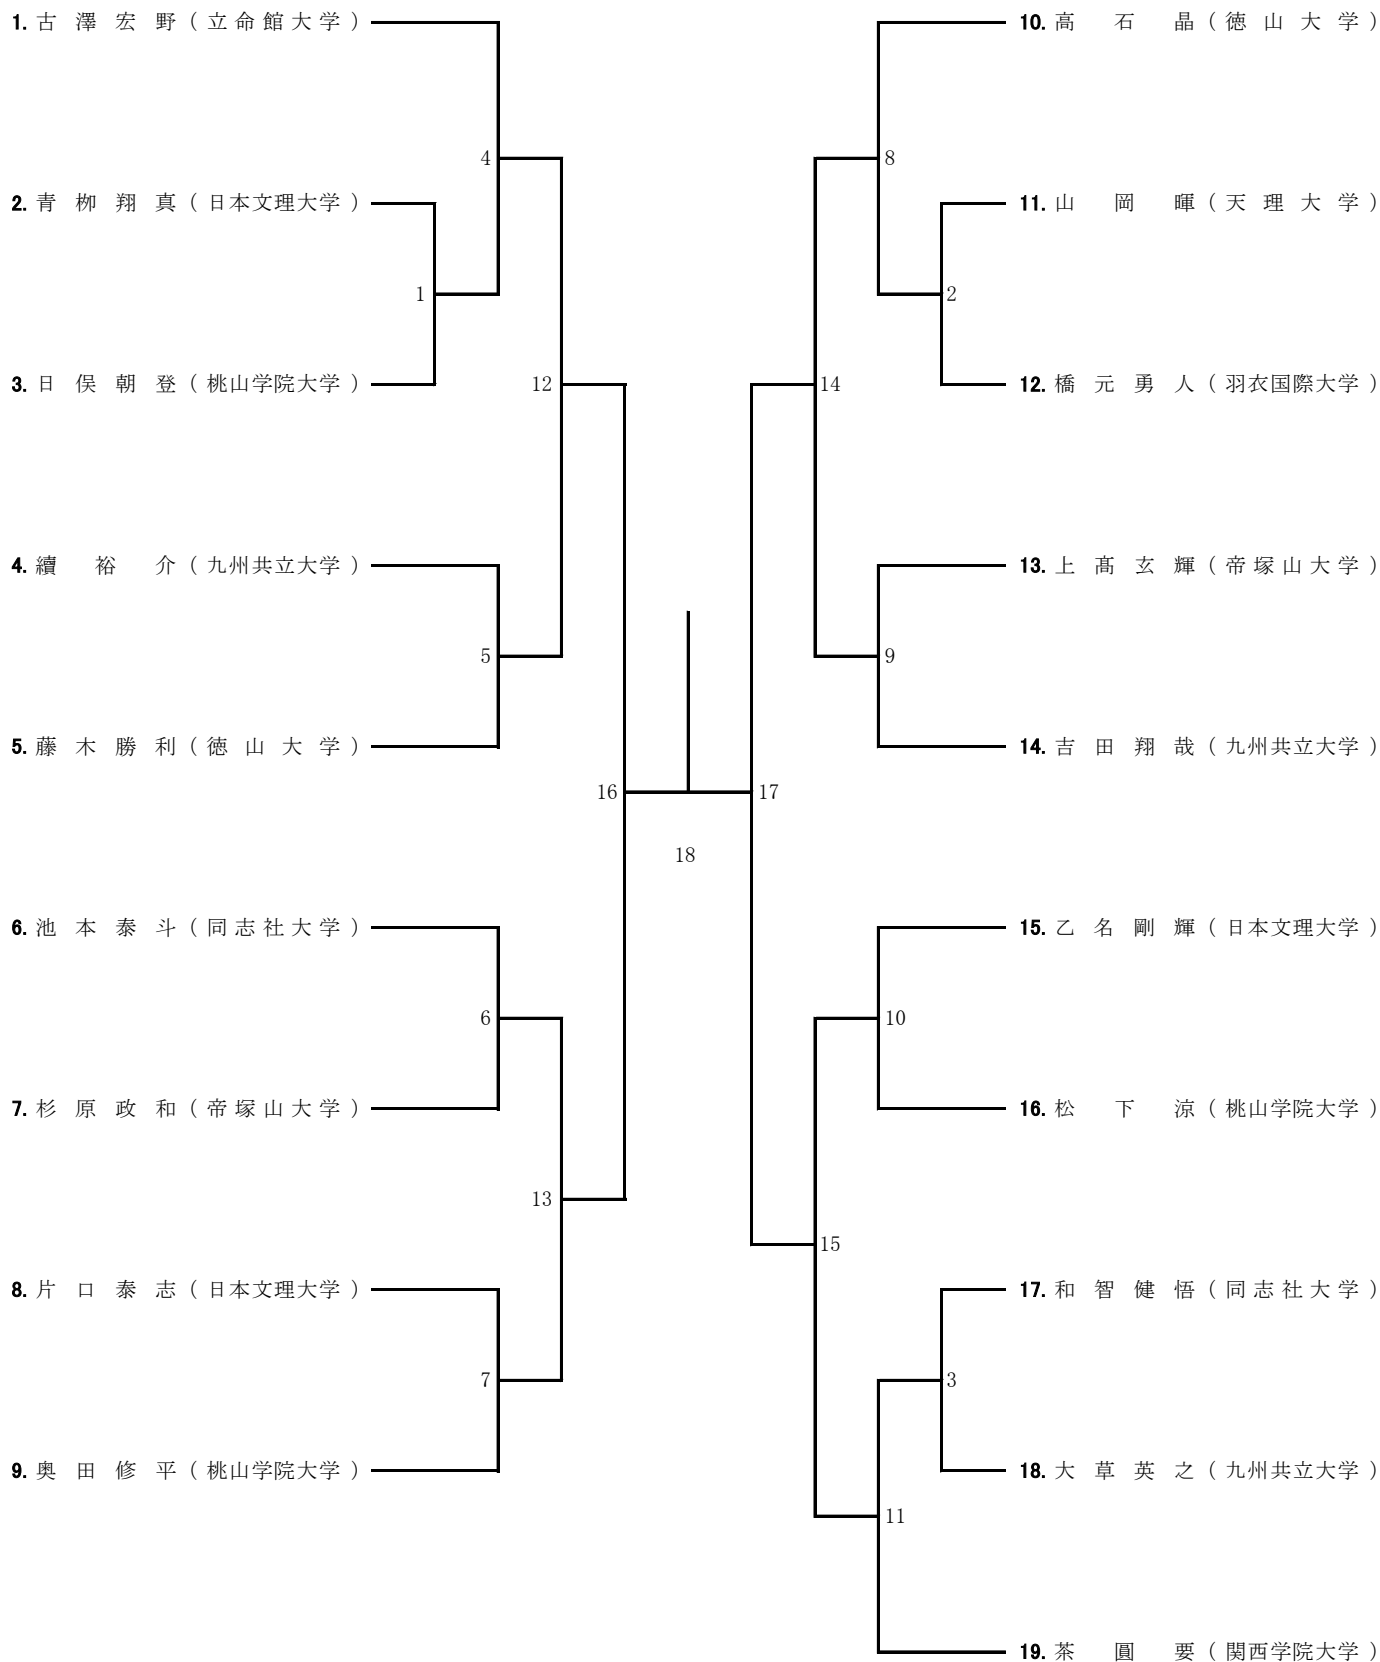 1. 古澤宏野(立命館大学)
4
2. 青栁翔真(日本文理大学)
1
3. 日俣朝登(桃山学院大学)
12
4. 續裕介(九州共立大学)
5
5. 藤木勝利(徳山大学)
16
18
6. 池本泰斗(同志社大学)
6
7. 杉原政和(帝塚山大学)
13
8. 片口泰志(日本文理大学)
7
9. 奥田修平(桃山学院大学)
10. 高石晶(徳山大学)
8
11. 山岡暉(天理大学)
2
12. 橋元勇人(羽衣国際大学)
14
13. 上髙玄輝(帝塚山大学)
9
14. 吉田翔哉(九州共立大学)
17
15. 乙名剛輝(日本文理大学)
10
16. 松下涼(桃山学院大学)
15
17. 和智健悟(同志社大学)
3
18. 大草英之(九州共立大学)
11
19. 茶圓要(関西学院大学)